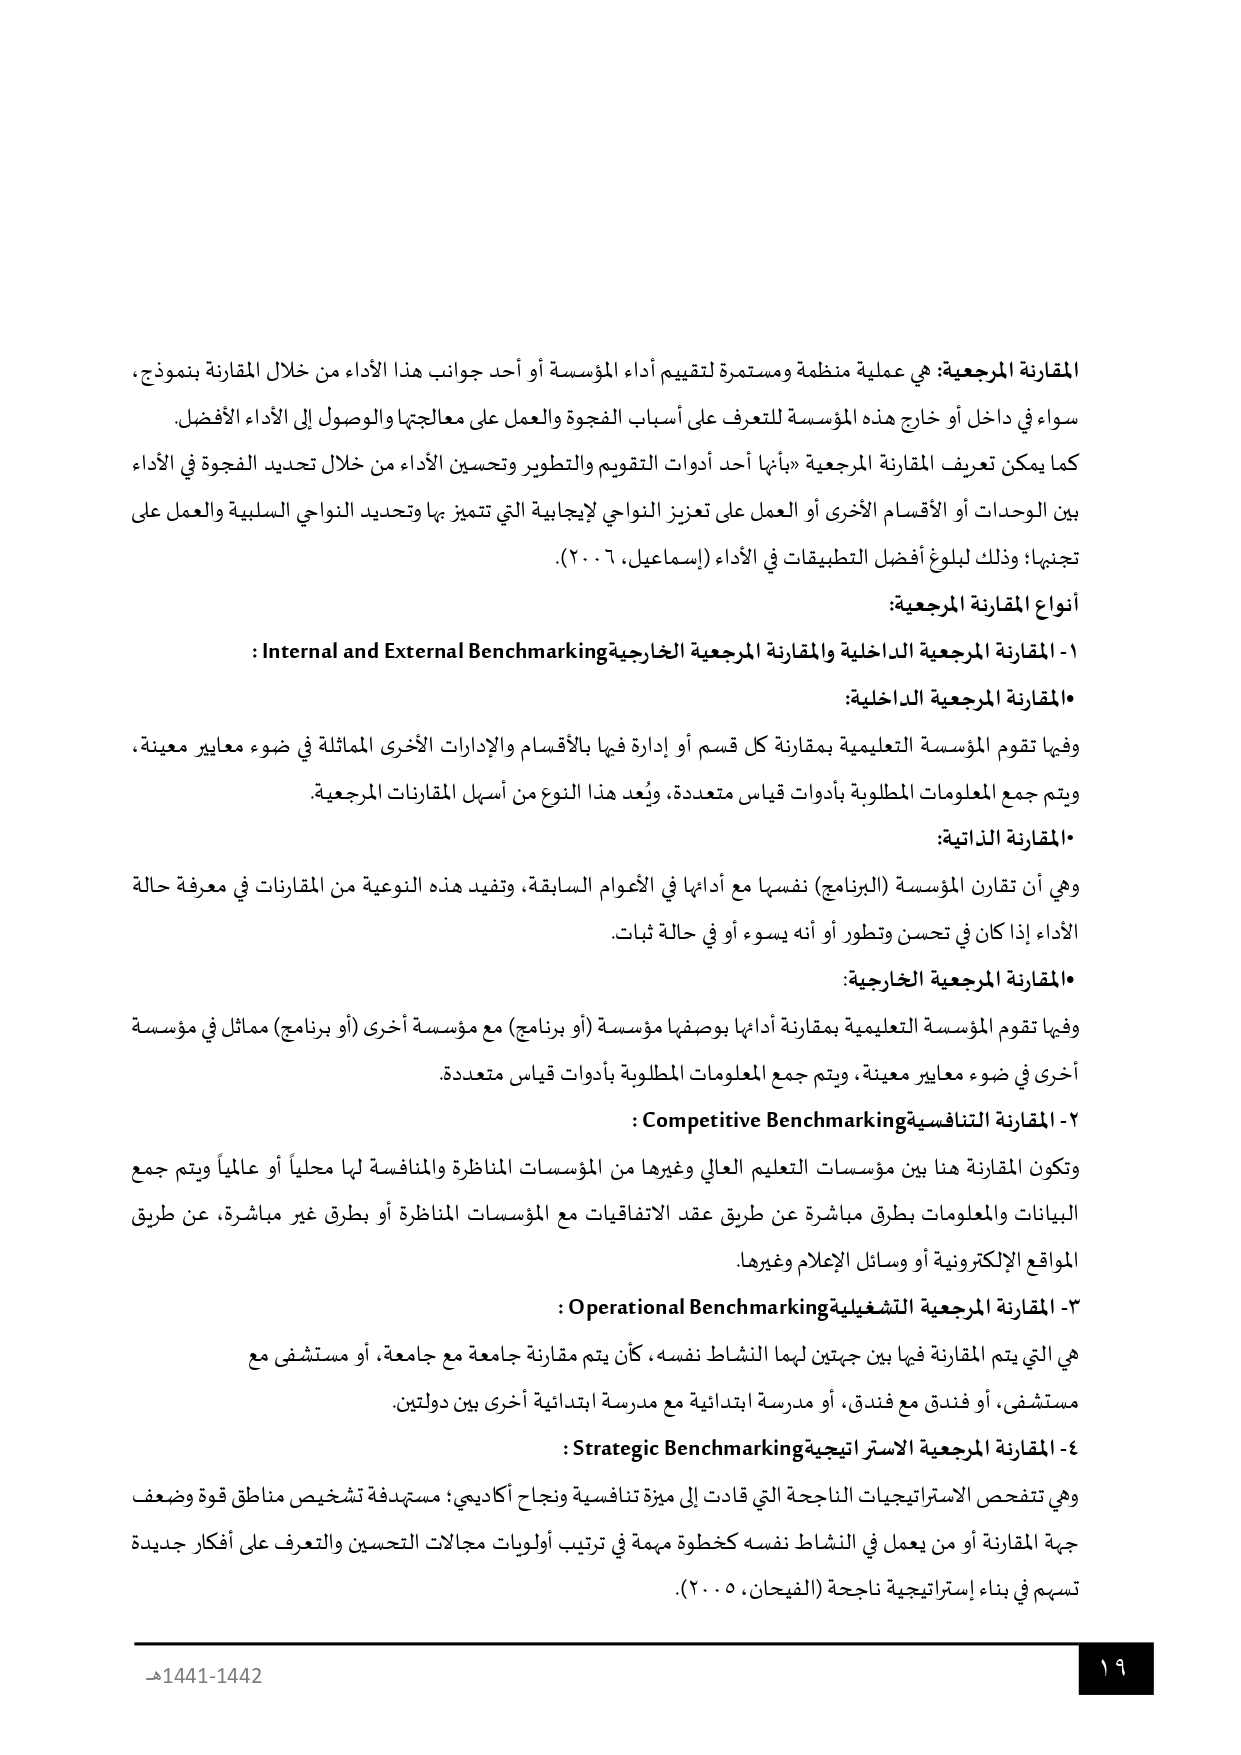 المقارنة المرجعية: هي عملية منظمة ومستمرة لتقييم أداء المؤسسة أو أحد جوانب هذا الأداء من خلال المقارنة بنموذج،
سواء في داخل أو خارج هذه المؤسسة للتعرف على أسباب الفجوة والعمل على معالجتها والوصول إلى الأداء الأفضل.
كما يمكن تعريف المقارنة المرجعية «بأنها أحد أدوات التقويم والتطوير وتحسين الأداء من خلال تحديد الفجوة في الأداء
بين الوحدات أو الأقسام الأخرى أو العمل على تعزيز النواحي لإيجابية التي تتميز بها وتحديد النواحي السلبية والعمل على
تجنبها؛ وذلك لبلوغ أفضل التطبيقات في الأداء (إسماعيل، ٢٠٠٦).
أنواع المقارنة المرجعية:
١- المقارنة المرجعية الداخلية والمقارنة المرجعية الخارجيةInternal and External Benchmarking :
•المقارنة المرجعية الداخلية:
وفيها تقوم المؤسسة التعليمية بمقارنة كل قسم أو إدارة فيها بالأقسام والإدارات الأخرى المماثلة في ضوء معايير معينة،
ويتم جمع المعلومات المطلوبة بأدوات قياس متعددة، ويُعد هذا النوع من أسهل المقارنات المرجعية.
•المقارنة الذاتية:
وهي أن تقارن المؤسسة (البرنامج) نفسها مع أدائها في الأعوام السابقة، وتفيد هذه النوعية من المقارنات في معرفة حالة
الأداء إذا كان في تحسن وتطور أو أنه يسوء أو في حالة ثبات.
•المقارنة المرجعية الخارجية:
وفيها تقوم المؤسسة التعليمية بمقارنة أدائها بوصفها مؤسسة (أو برنامج) مع مؤسسة أخرى (أو برنامج) مماثل في مؤسسة
أخرى في ضوء معايير معينة، ويتم جمع المعلومات المطلوبة بأدوات قياس متعددة.
٢- المقارنة التنافسيةCompetitive Benchmarking :
وتكون المقارنة هنا بين مؤسسات التعليم العالي وغيرها من المؤسسات المناظرة والمنافسة لها محلياً أو عالمياً ويتم جمع
البيانات والمعلومات بطرق مباشرة عن طريق عقد الاتفاقيات مع المؤسسات المناظرة أو بطرق غير مباشرة، عن طريق
المواقع الإلكترونية أو وسائل الإعلام وغيرها.
٣- المقارنة المرجعية التشغيليةOperational Benchmarking :
هي التي يتم المقارنة فيها بين جهتين لهما النشاط نفسه، كأن يتم مقارنة جامعة مع جامعة، أو مستشفى مع
مستشفى، أو فندق مع فندق، أو مدرسة ابتدائية مع مدرسة ابتدائية أخرى بين دولتين.
٤- المقارنة المرجعية الاستراتيجيةStrategic Benchmarking :
وهي تتفحص الاستراتيجيات الناجحة التي قادت إلى ميزة تنافسية ونجاح أكاديمي؛ مستهدفة تشخيص مناطق قوة وضعف
جهة المقارنة أو من يعمل في النشاط نفسه كخطوة مهمة في ترتيب أولويات مجالات التحسين والتعرف على أفكار جديدة
تسهم في بناء إستراتيجية ناجحة (الفيحان، ٢٠٠٥).
١٩
1441-1442هـ